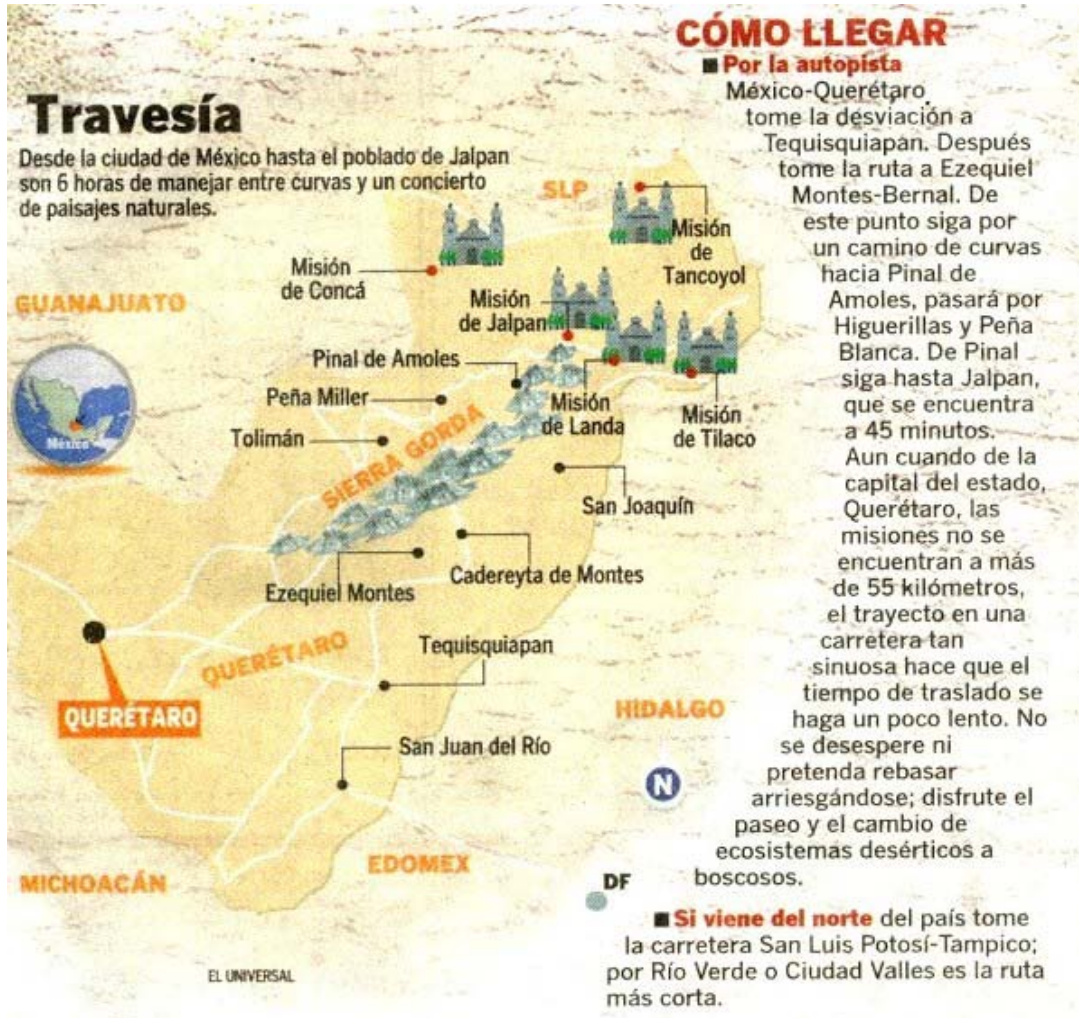 Travesía
Desde la ciudad de México hasta el poblado de Jalpan
son 6 horas de manejar entre curvas y un concierto
de paisajes naturales.
CÓMO LLEGAR
Por la autopista
México-Querétaro
tome la desviación a
Tequisquiapan. Después
tome la ruta a Ezequiel
Montes-Bernal. De
este punto siga por
un camino de curvas
hacia Pinal de
Amoles, pasará por
Higuerillas y Peña
Blanca. De Pinal
siga hasta Jalpan,
que se encuentra
a 45 minutos.
Aun cuando de la
capital del estado,
Querétaro, las
misiones no se
encuentran a más
de 55 kilómetros,
el trayecto en una
carretera tan
sinuosa hace que el
tiempo de traslado se
haga un poco lento. No
se desespere ni
pretenda rebasar
arriesgándose; disfrute el
paseo y el cambio de
ecosistemas desérticos a
boscosos.
Si viene del norte del país tome
la carretera San Luis Potosí-Tampico;
por Río Verde o Ciudad Valles es la ruta
más corta.
SLP
Misión
de
Tancoyol
Misión
de Concá
GUANAJUATO
Misión
de Jalpan
Pinal de Amoles
Peña Miller
Misión
de Landa
Misión
de Tilaco
Tolimán
México
SIERRA GORDA
San Joaquín
Cadereyta de Montes
Ezequiel Montes
Tequisquiapan
QUERÉTARO
QUERÉTARO
HIDALGO
San Juan del Río
N
EDOMEX
MICHOACÁN
DF
EL UNIVERSAL